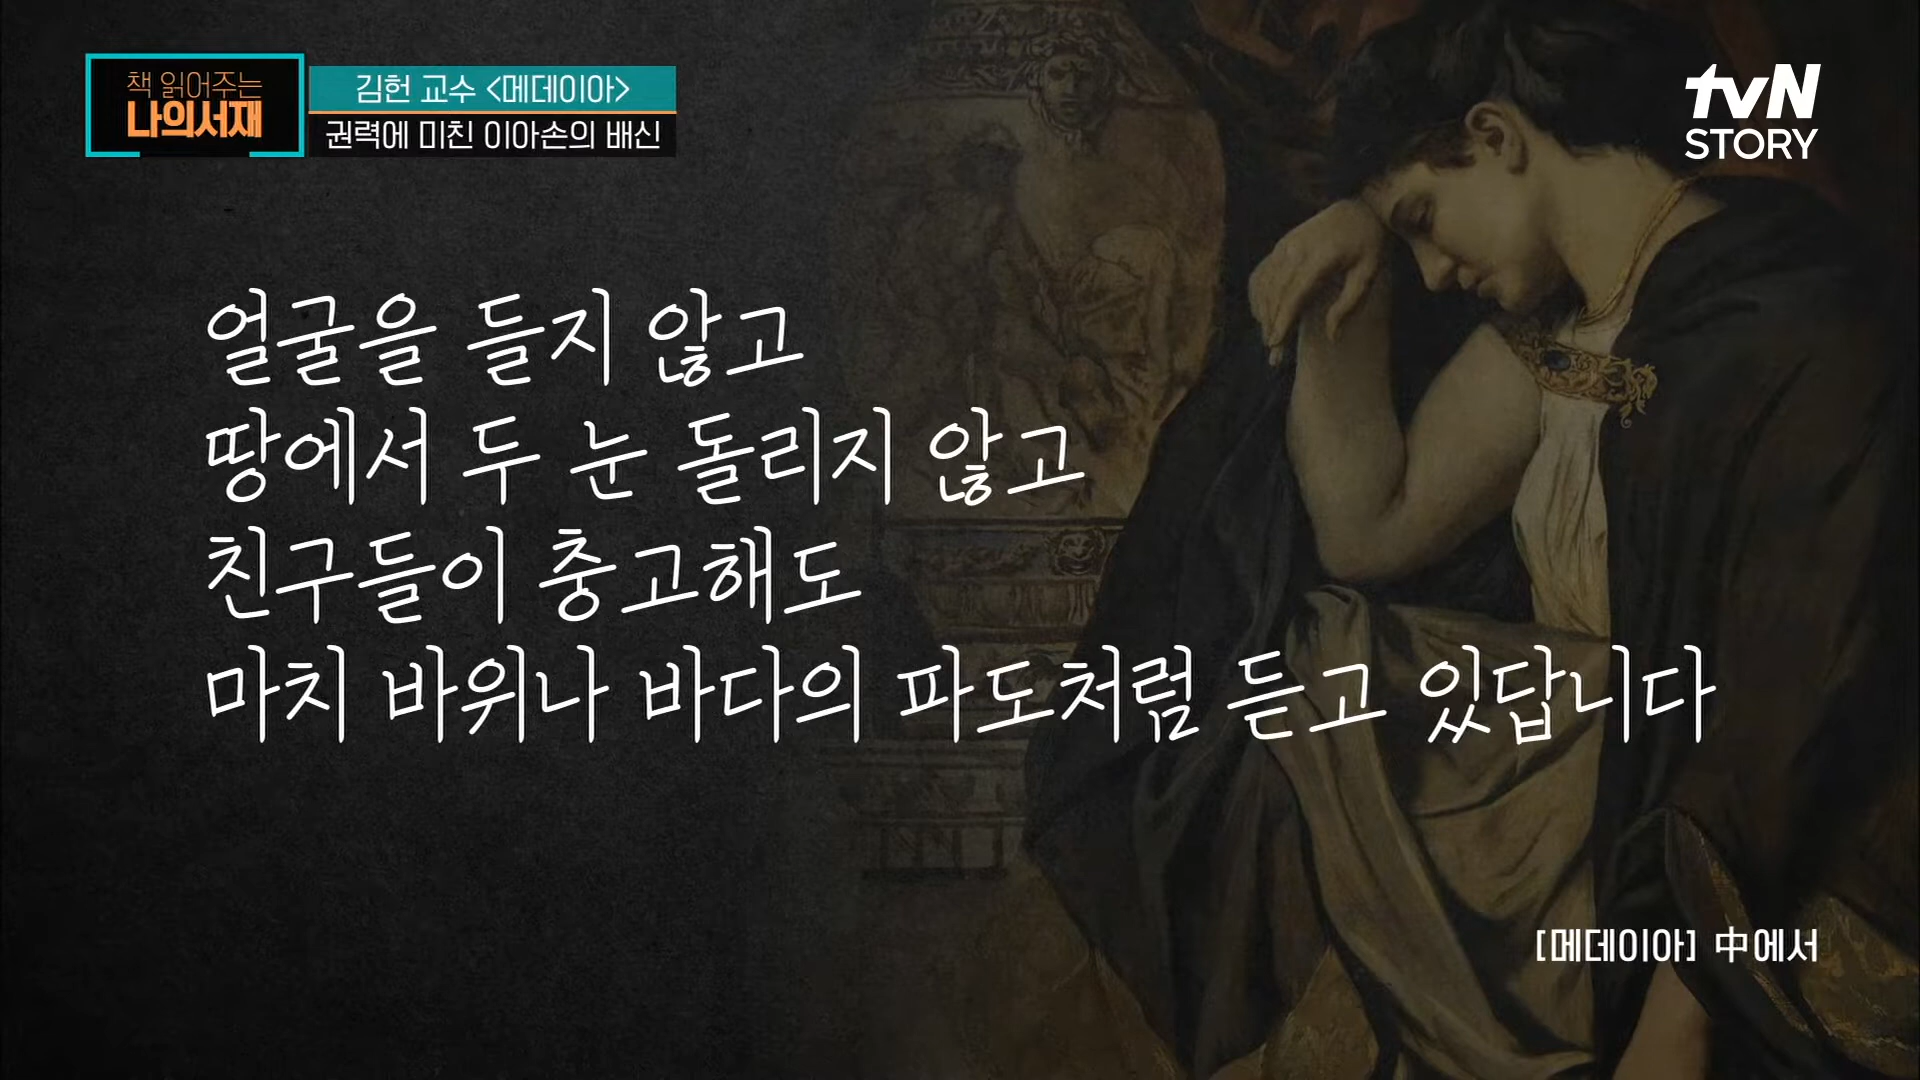 책 읽어주는
나의서재
김헌 교수 <메데이아>
권력에 미친 이아손의 배신
tvN
STORY
얼굴을 들지 않고
땅에서 두 눈 돌리지 않고
친구들이 충고해도
마치 바위나 바다의 파도처럼 듣고 있답니다
[메데이아] 中에서